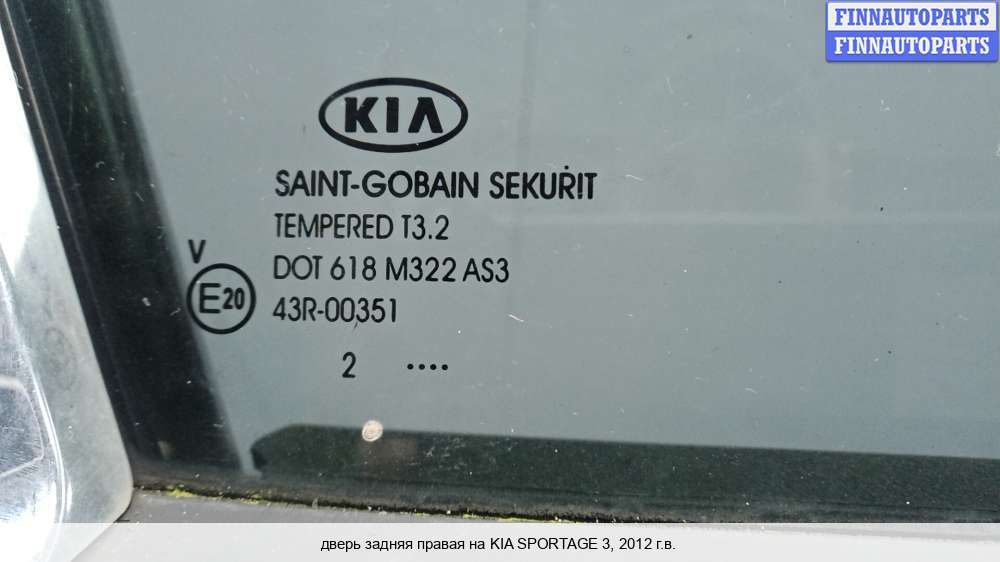 FINNAUTOPARTS
FINNAUTOPARTS
KIA
SAINT-GOBAIN SEKURIT
TEMPERED T3.2
V
DOT 618 M322 AS3
E20
43R-00351
2 ....
дверь задняя правая на KIA SPORTAGE 3, 2012 г.в.